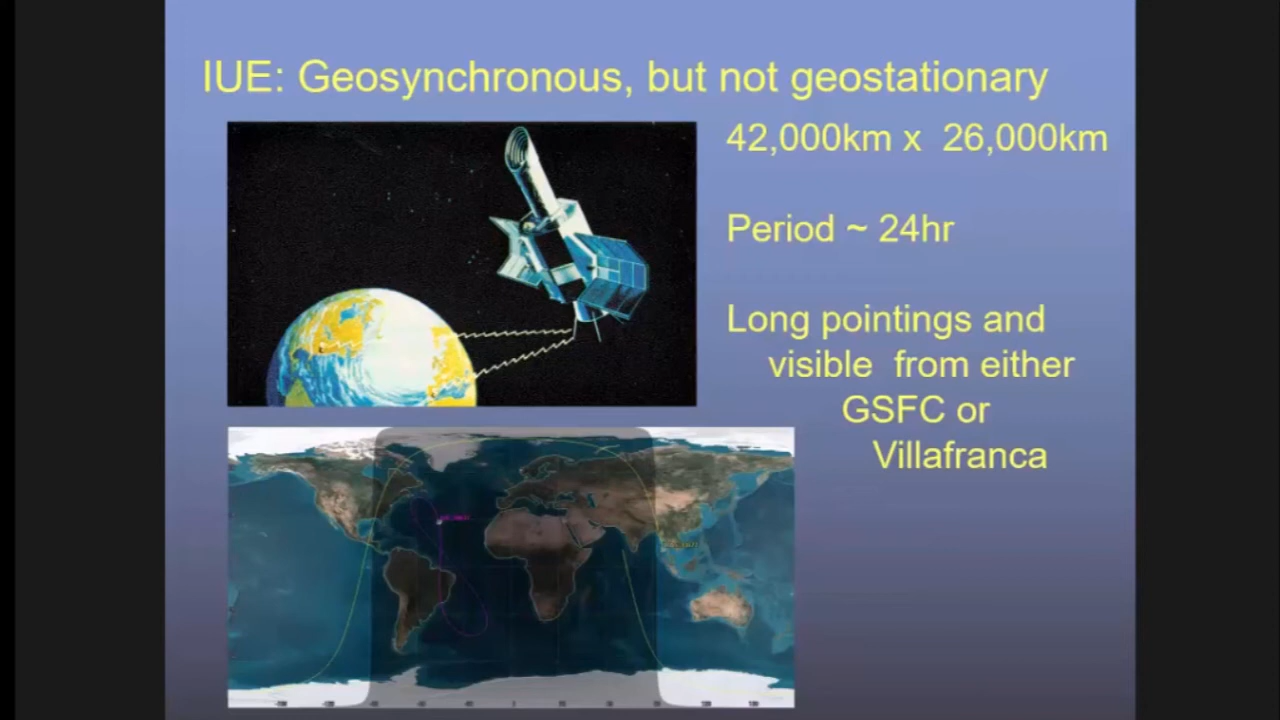 IUE: Geosynchronous, but not geostationary
42,000km x 26,000km
Period ~ 24hr
Long pointings and
visible from either
GSFC or
Villafranca